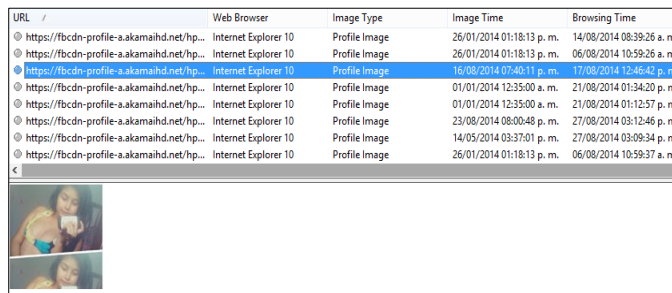 URL / Web Browser Image Type Image Time Browsing Time
https://fbcdn-profile-a.akamaihd.net/hp... Internet Explorer 10 Profile Image 26/01/2014 01:18:13 p. m. 14/08/2014 08:39:26 a. n
https://fbcdn-profile-a.akamaihd.net/hp... Internet Explorer 10 Profile Image 26/01/2014 01:18:13 p. m. 06/08/2014 10:59:26 a. n
https://fbcdn-profile-a.akamaihd.net/hp... Internet Explorer 10 Profile Image 16/08/2014 07:40:11 p. m. 17/08/2014 12:46:42 p. n
https://fbcdn-profile-a.akamaihd.net/hp... Internet Explorer 10 Profile Image 01/01/2014 12:35:00 a. m. 21/08/2014 01:34:20 p. n
https://fbcdn-profile-a.akamaihd.net/hp... Internet Explorer 10 Profile Image 01/01/2014 12:35:00 a. m. 21/08/2014 01:12:57 p. n
https://fbcdn-profile-a.akamaihd.net/hp... Internet Explorer 10 Profile Image 23/08/2014 08:00:48 p. m. 27/08/2014 03:12:46 p. n
https://fbcdn-profile-a.akamaihd.net/hp... Internet Explorer 10 Profile Image 14/05/2014 03:37:01 p. m. 27/08/2014 03:09:34 p. n
https://fbcdn-profile-a.akamaihd.net/hp... Internet Explorer 10 Profile Image 26/01/2014 01:18:13 p. m. 06/08/2014 10:59:37 a. n